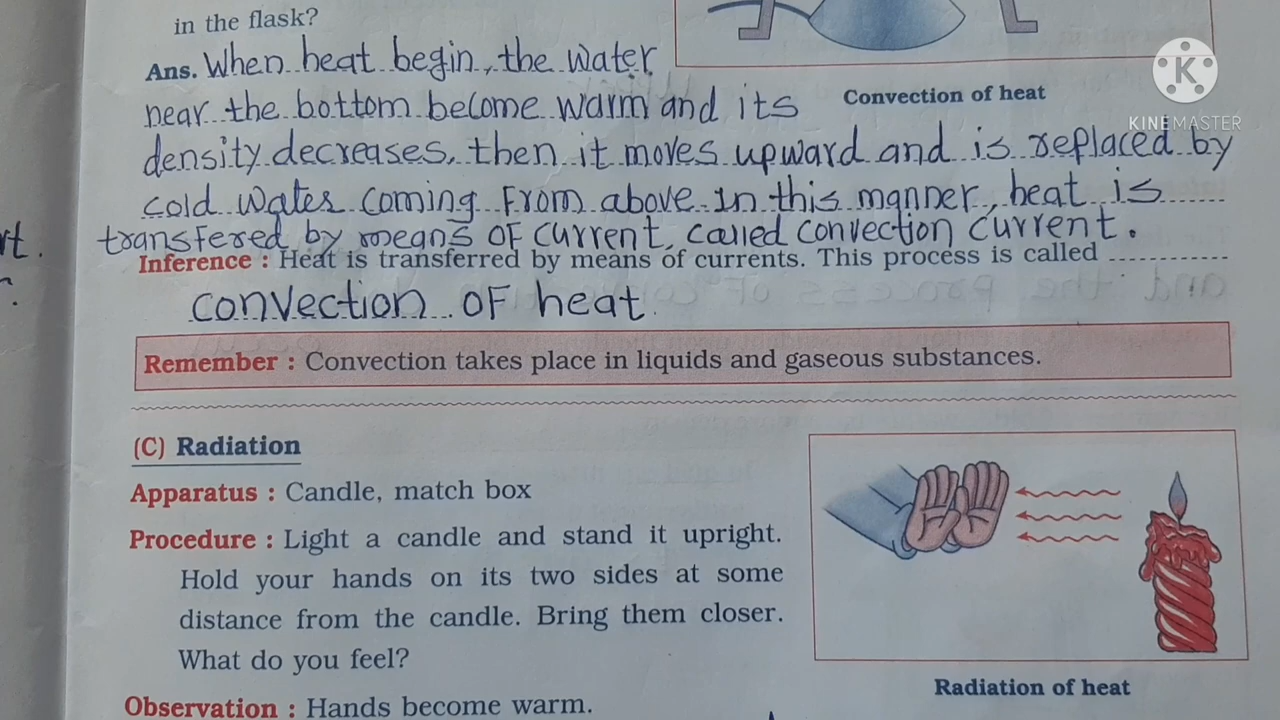 in the flask?
Ans. When heat begin, the water
near the bottom become warm and its
Convection of heat
KINEMASTER
density decreases. then it moves upward and is replaced by
cold water coming From above. In this manner, heat is
rt. transfered by means of current, called convection current.
Inference : Heat is transferred by means of currents. This process is called
convection of heat
Remember : Convection takes place in liquids and gaseous substances.
(C) Radiation
Apparatus : Candle, match box
Procedure : Light a candle and stand it upright.
Hold your hands on its two sides at some
distance from the candle. Bring them closer.
What do you feel?
Radiation of heat
Observation : Hands become warm.